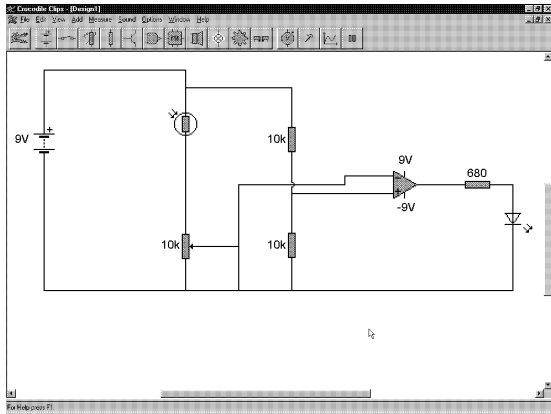 Crocodile Clips - [Design1]
File Edit View Add Measure Sound Options Window Help
9V
10k
9V
680
-9V
10k
10k
For Help press F1.